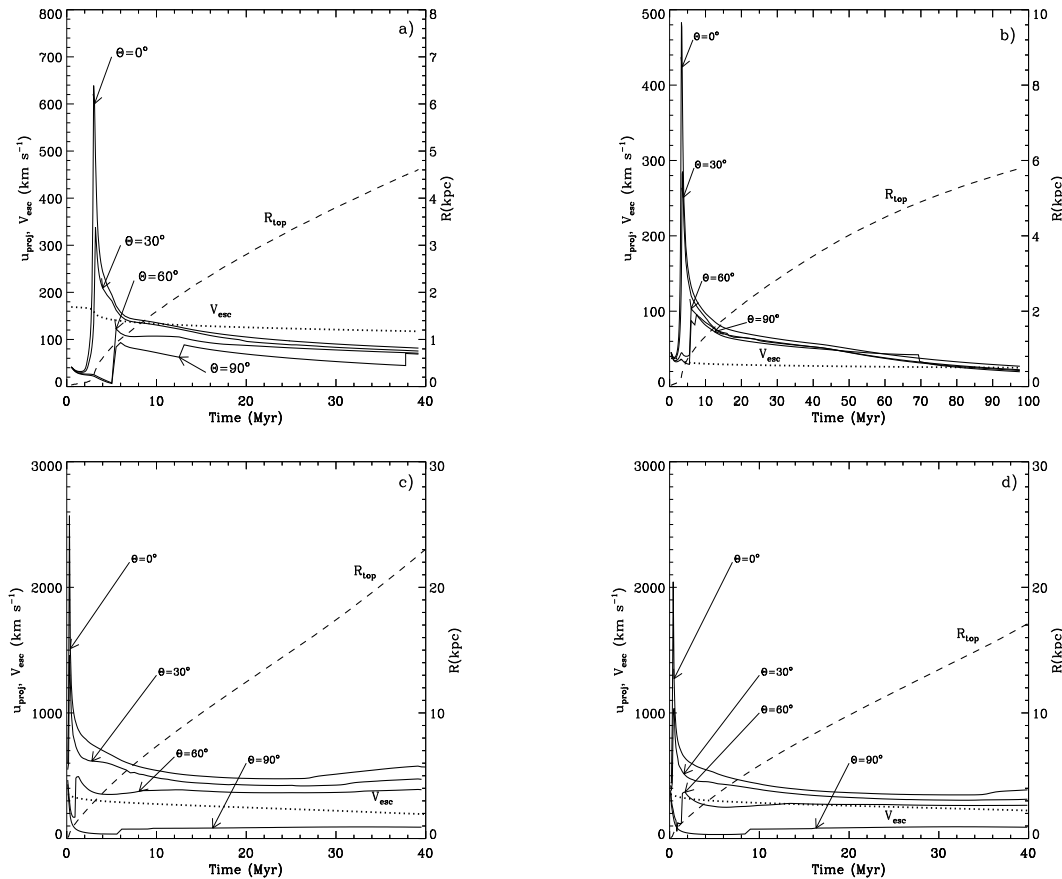 a)
u_proj, V_esc (km s⁻¹)
800
700
600
500
400
300
200
100
0
8
7
6
5
4
3
2
1
0
R(kpc)
Θ=0°
Θ=30°
Θ=60°
Θ=90°
R_top
V_esc
0 10 20 30 40
Time (Myr)
b)
u_proj, V_esc (km s⁻¹)
500
400
300
200
100
0
10
8
6
4
2
0
R(kpc)
Θ=0°
Θ=30°
Θ=60°
Θ=90°
R_top
V_esc
0 10 20 30 40 50 60 70 80 90 100
Time (Myr)
c)
u_proj, V_esc (km s⁻¹)
3000
2000
1000
0
30
20
10
0
R(kpc)
Θ=0°
Θ=30°
Θ=60°
Θ=90°
R_top
V_esc
0 10 20 30 40
Time (Myr)
d)
u_proj, V_esc (km s⁻¹)
3000
2000
1000
0
30
20
10
0
R(kpc)
Θ=0°
Θ=30°
Θ=60°
Θ=90°
R_top
V_esc
0 10 20 30 40
Time (Myr)